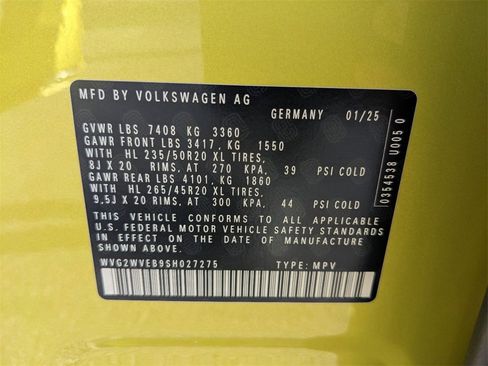 MFD BY VOLKSWAGEN AG
GERMANY 01/25
GVWR LBS 7408 KG 3360
GAWR FRONT LBS 3417, KG 1550
WITH HL 235/50R20 XL TIRES,
8J X 20 RIMS, AT 270 KPA, 39 PSI COLD
GAWR REAR LBS 4101, KG 1860
WITH HL 265/45R20 XL TIRES,
9,5J X 20 RIMS, AT 300 KPA, 44 PSI COLD
THIS VEHICLE CONFORMS TO ALL APPLICABLE
U.S. FEDERAL MOTOR VEHICLE SAFETY STANDARDS
IN EFFECT ON THE DATE OF MANUFACTURE
SHOWN ABOVE.
WVG2WVEB9SH027275 TYPE: MPV
0354538 U005 0